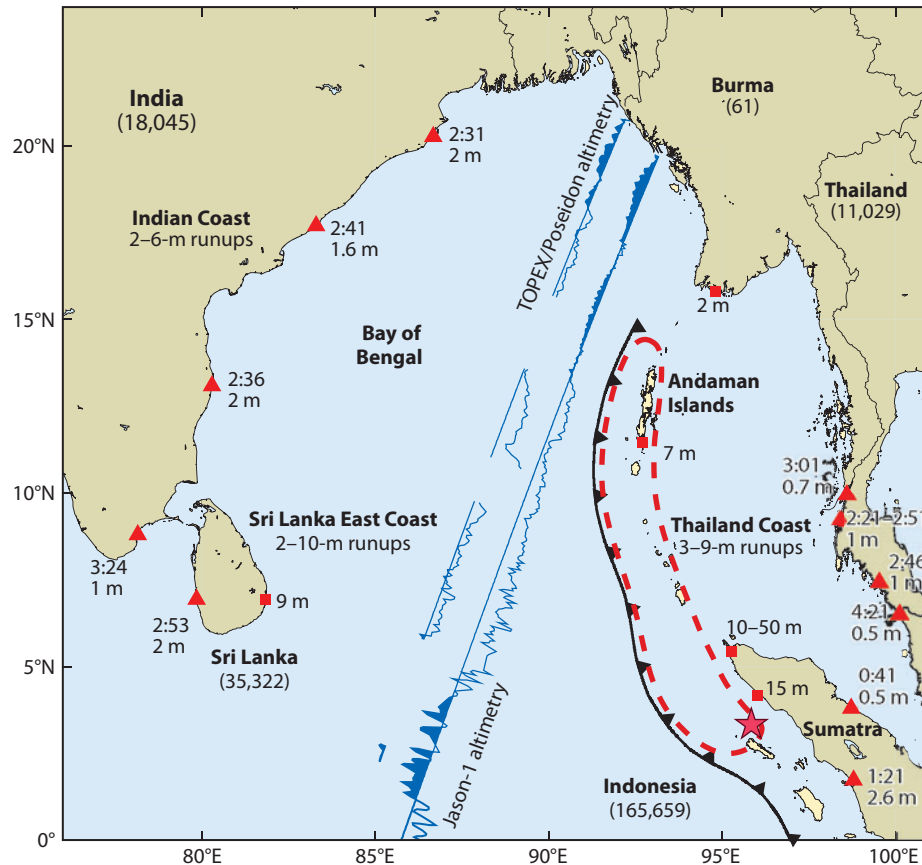 India
(18,045)
Burma
(61)
20°N
2:31
2 m
TOPEX/Poseidon altimetry
Thailand
(11,029)
Indian Coast
2–6-m runups
2:41
1.6 m
15°N
2 m
Bay of
Bengal
2:36
2 m
Andaman
Islands
7 m
3:01
0.7 m
10°N
Sri Lanka East Coast
2–10-m runups
Thailand Coast
3–9-m runups
1 m
2:46
1 m
3:24
1 m
9 m
2:53
2 m
Sri Lanka
(35,322)
4:21
0.5 m
10–50 m
5°N
15 m
0:41
0.5 m
Sumatra
Jason-1 altimetry
Indonesia
(165,659)
1:21
2.6 m
0°
80°E
85°E
90°E
95°E
100°E